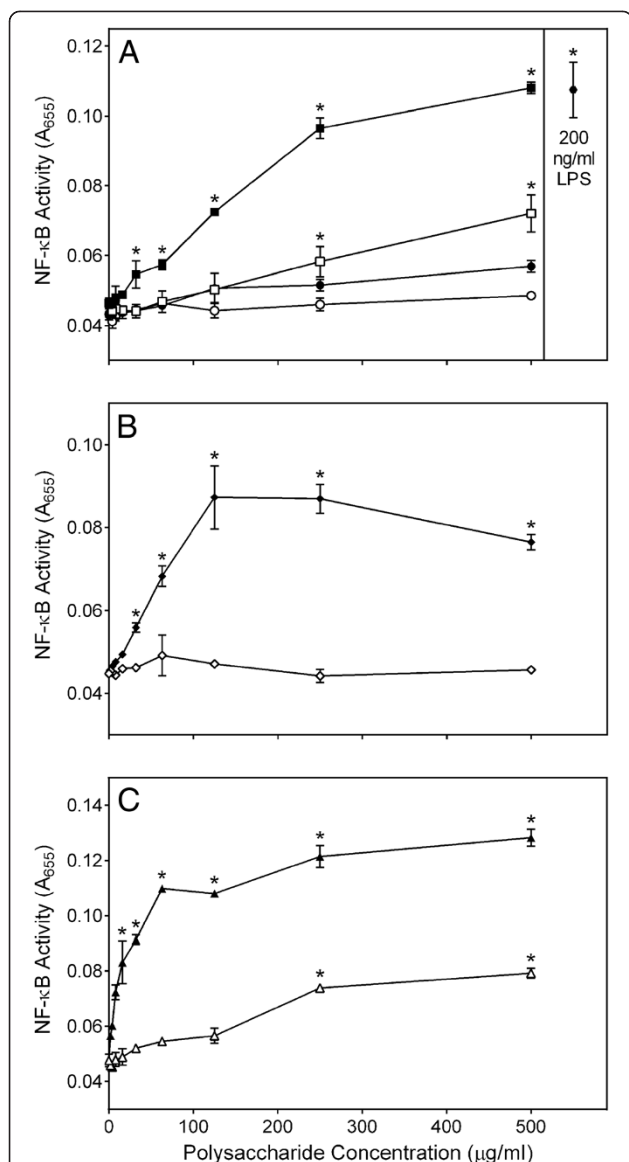 A
NF-κB Activity (A655)
0.12
0.10
0.08
0.06
0.04
* * * * *
* *
*
200
ng/ml
LPS
B
NF-κB Activity (A655)
0.10
0.08
0.06
0.04
* * * * *
C
NF-κB Activity (A655)
0.14
0.12
0.10
0.08
0.06
0.04
* * * * * *
* *
0 100 200 300 400 500
Polysaccharide Concentration (μg/ml)